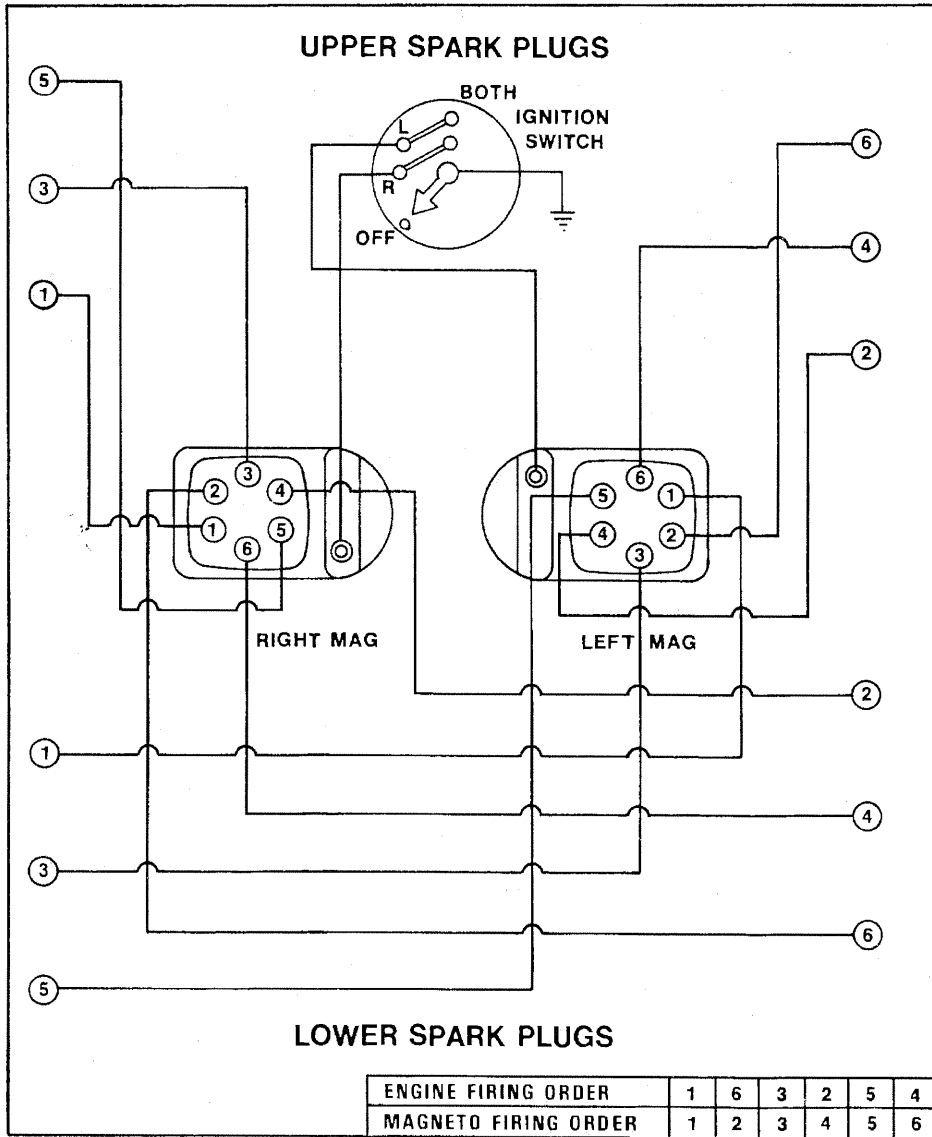 UPPER SPARK PLUGS
5
BOTH
IGNITION
SWITCH
L
6
3
R
OFF
4
1
2
3
2
4
1
5
6
RIGHT MAG
6
5
1
4
2
3
LEFT MAG
2
1
4
3
6
5
LOWER SPARK PLUGS
ENGINE FIRING ORDER 1 6 3 2 5 4
MAGNETO FIRING ORDER 1 2 3 4 5 6